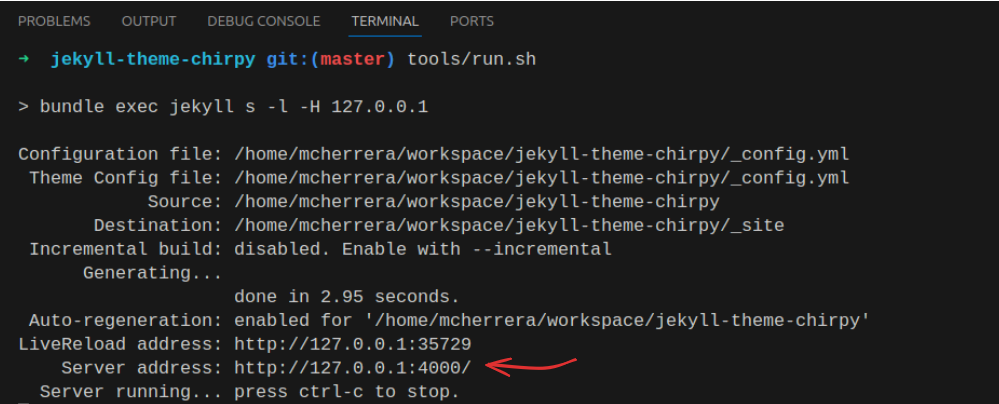 PROBLEMS OUTPUT DEBUG CONSOLE TERMINAL PORTS
➜ jekyll-theme-chirpy git:(master) tools/run.sh
> bundle exec jekyll s -l -H 127.0.0.1
Configuration file: /home/mcherrera/workspace/jekyll-theme-chirpy/_config.yml
Theme Config file: /home/mcherrera/workspace/jekyll-theme-chirpy/_config.yml
Source: /home/mcherrera/workspace/jekyll-theme-chirpy
Destination: /home/mcherrera/workspace/jekyll-theme-chirpy/_site
Incremental build: disabled. Enable with --incremental
Generating...
done in 2.95 seconds.
Auto-regeneration: enabled for '/home/mcherrera/workspace/jekyll-theme-chirpy'
LiveReload address: http://127.0.0.1:35729
Server address: http://127.0.0.1:4000/
Server running... press ctrl-c to stop.